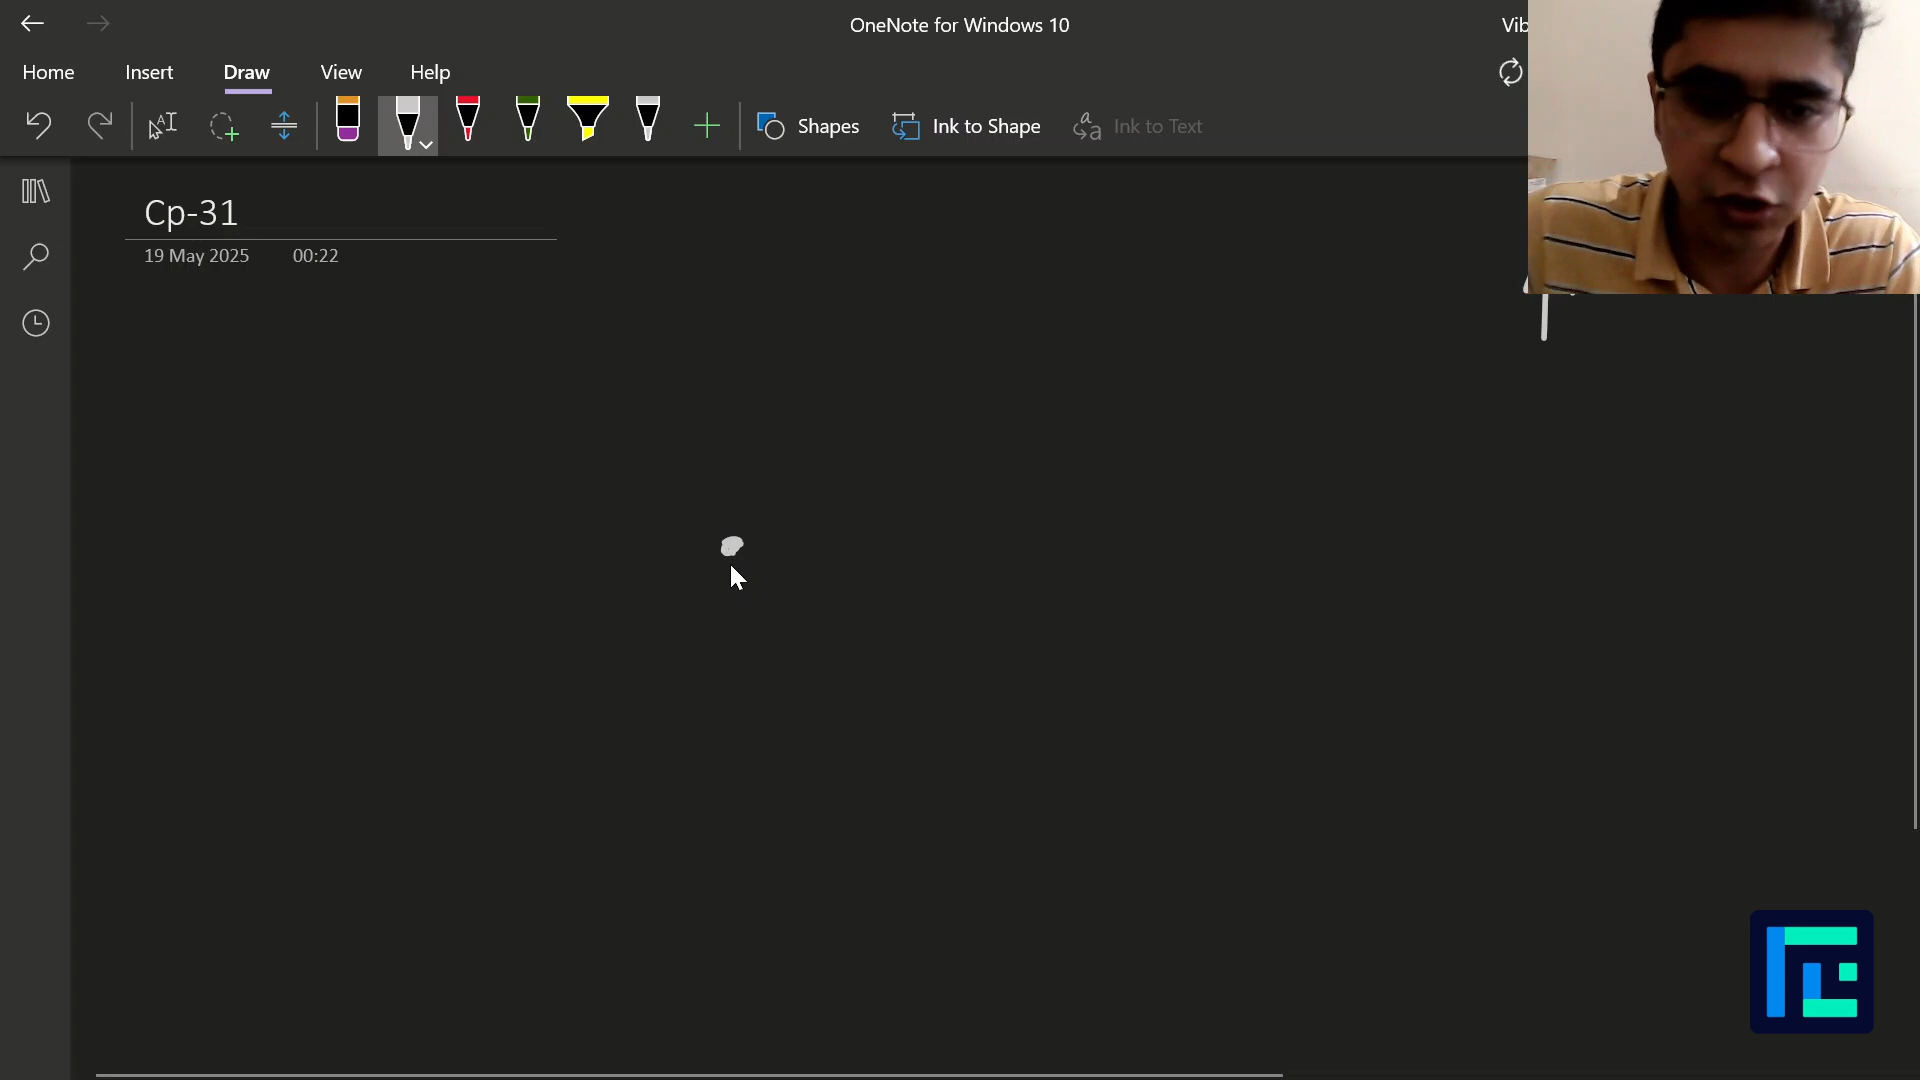 OneNote for Windows 10
Vib
Home Insert Draw View Help
Shapes Ink to Shape Ink to Text
Cp-31
19 May 2025 00:22